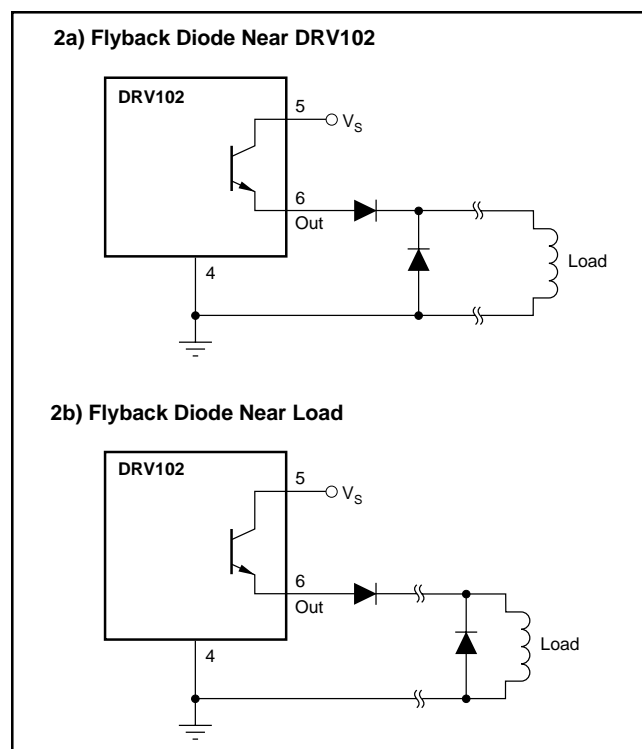 2a) Flyback Diode Near DRV102
DRV102
5
V_S
6
Out
Load
4
2b) Flyback Diode Near Load
DRV102
5
V_S
6
Out
Load
4